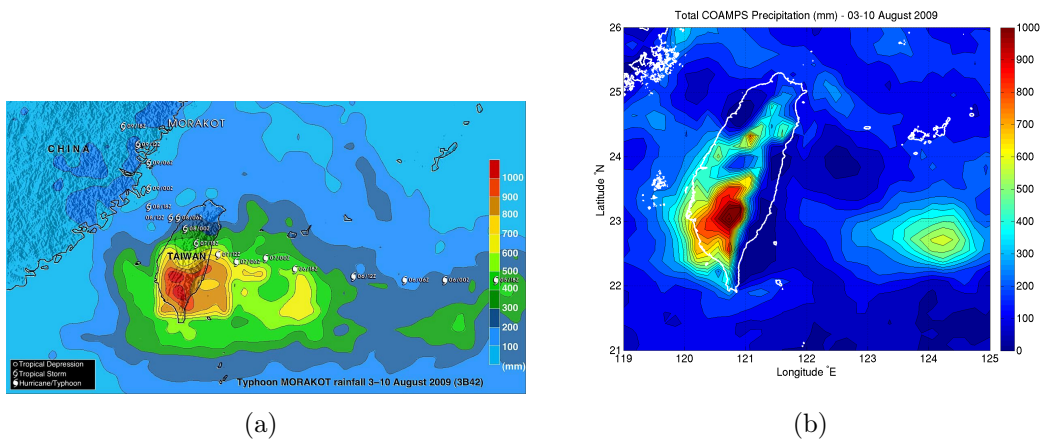 MORAKOT
CHINA
TAIWAN
1000
900
800
700
600
500
400
300
200
100
(mm)
Tropical Depression
Tropical Storm
Hurricane/Typhoon
Typhoon MORAKOT rainfall 3-10 August 2009 (3B42)
(a)
Total COAMPS Precipitation (mm) - 03-10 August 2009
26
25
24
23
22
21
Latitude °N
119 120 121 122 123 124 125
Longitude °E
1000
900
800
700
600
500
400
300
200
100
0
(b)